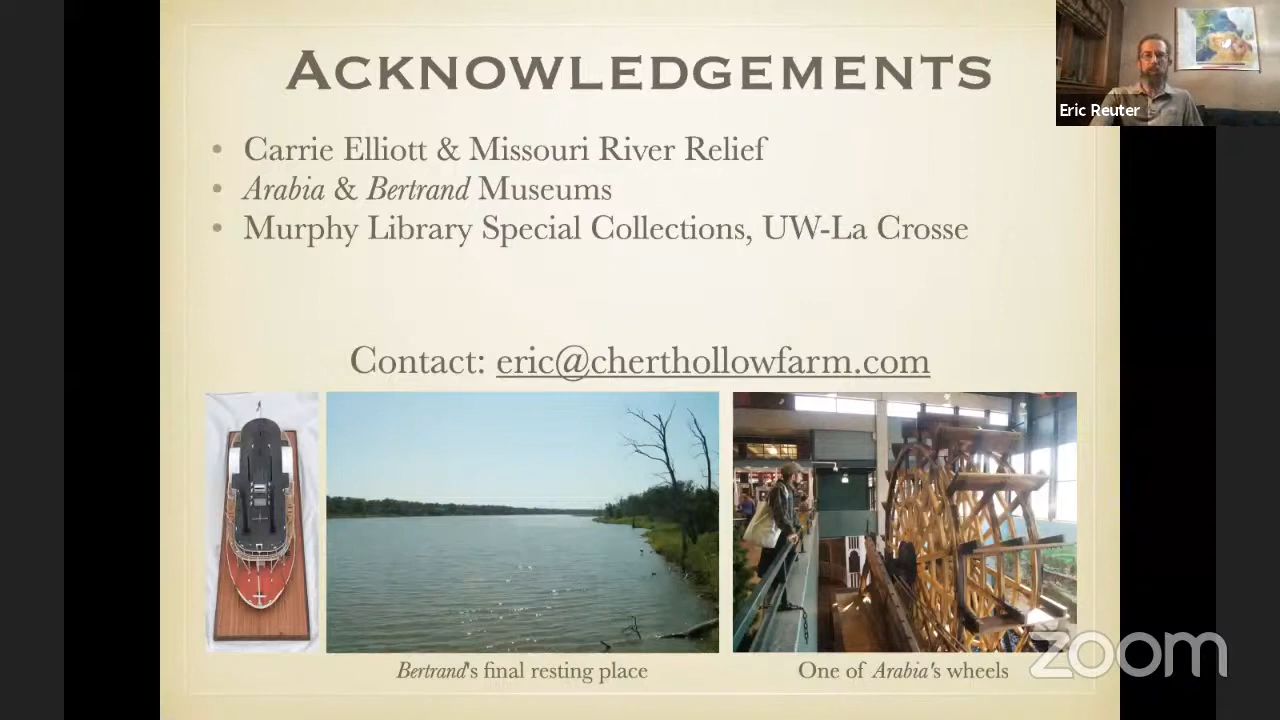 ACKNOWLEDGEMENTS
Eric Reuter
• Carrie Elliott & Missouri River Relief
• Arabia & Bertrand Museums
• Murphy Library Special Collections, UW-La Crosse
Contact: eric@cherthollowfarm.com
zoom
Bertrand's final resting place
One of Arabia's wheels